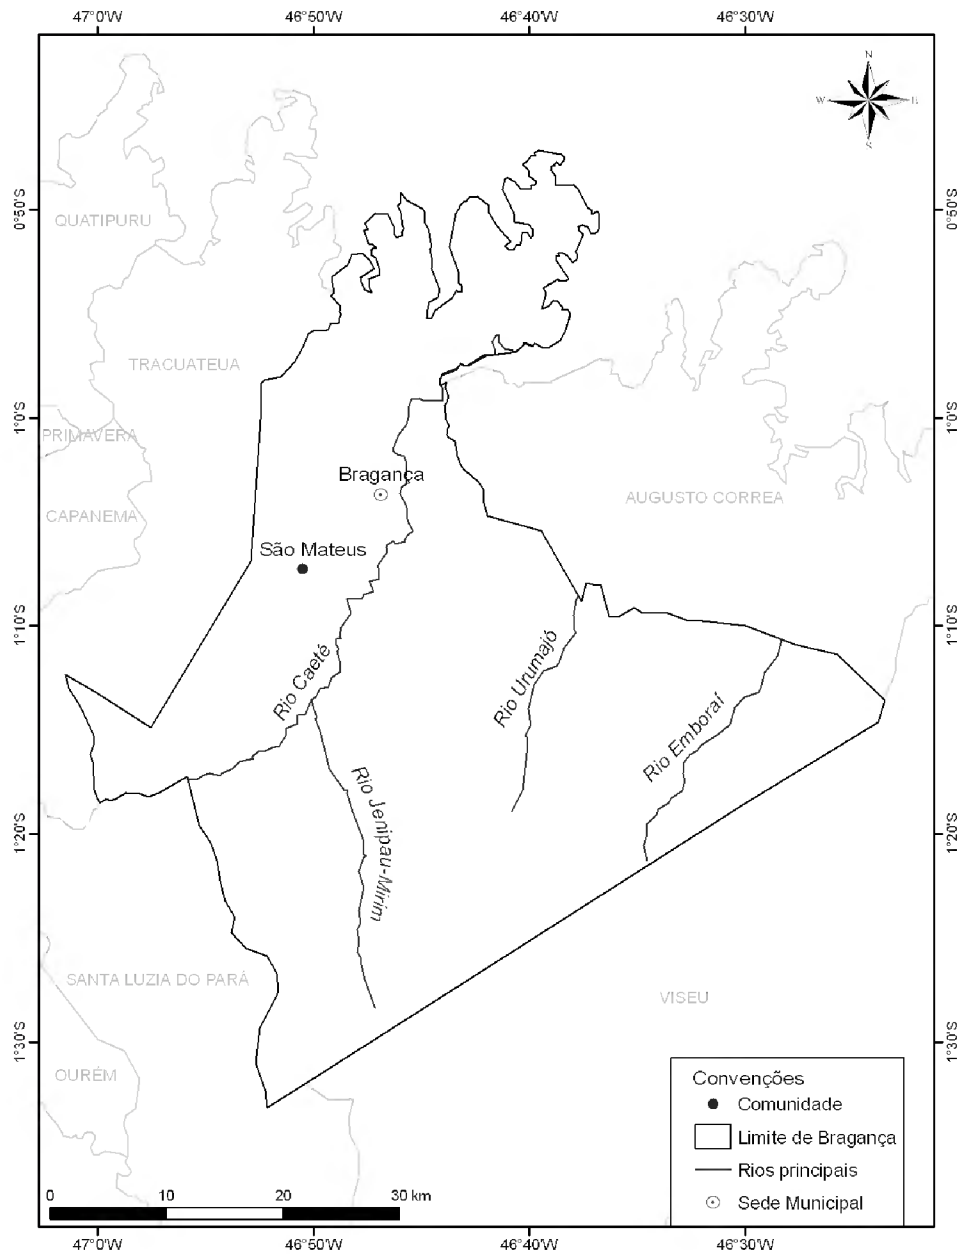 47°0'W 46°50'W 46°40'W 46°30'W
N
W E
S
0°50'S 0°50'S
QUATIPURU
TRACUATEUA
1°0'S 1°0'S
PRIMAVERA
Bragança
AUGUSTO CORREA
CAPANEMA
São Mateus
1°10'S 1°10'S
Rio Caeté
Rio Urumajó
Rio Emboraí
Rio Jenipau-Mirim
1°20'S 1°20'S
SANTA LUZIA DO PARÁ
VISEU
1°30'S 1°30'S
OURÉM
Convenções
Comunidade
Limite de Bragança
Rios principais
Sede Municipal
0 10 20 30 km
47°0'W 46°50'W 46°40'W 46°30'W